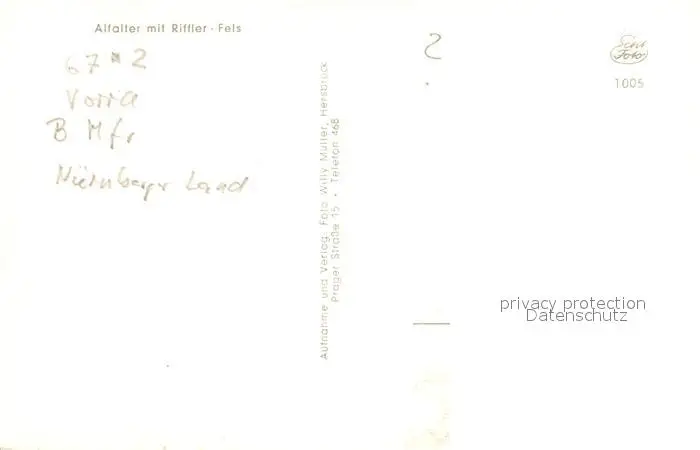 Alfalter mit Riffler - Fels
67 * 2
Vorra
B Mfr
Nürnberger Land
Aufnahme und Verlag: Foto Willy Müller, Hersbruck
Prager Straße 15 • Telefon 468
2
Foto
1005
privacy protection
Datenschutz